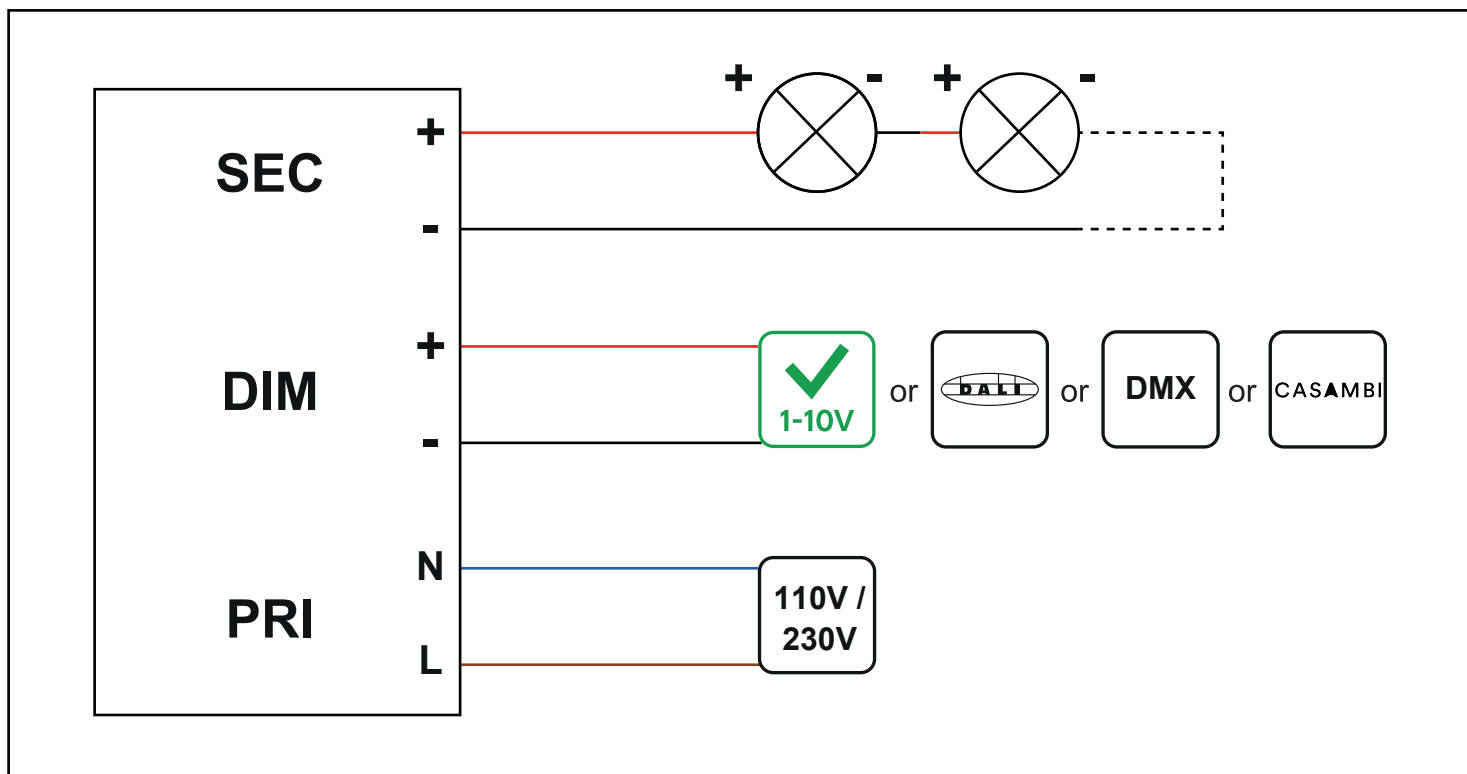 + - + -
+
SEC
-
+
DIM
-
1-10V or DALI or DMX or CASAMBI
N
PRI
L
110V /
230V